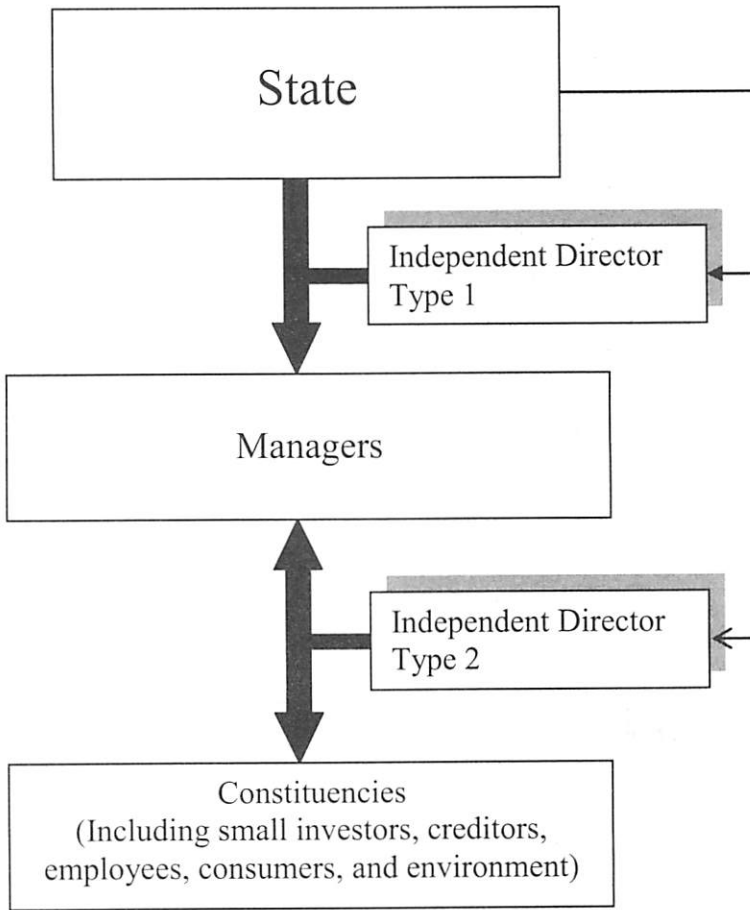 State
Independent Director
Type 1
Managers
Independent Director
Type 2
Constituencies
(Including small investors, creditors,
employees, consumers, and environment)